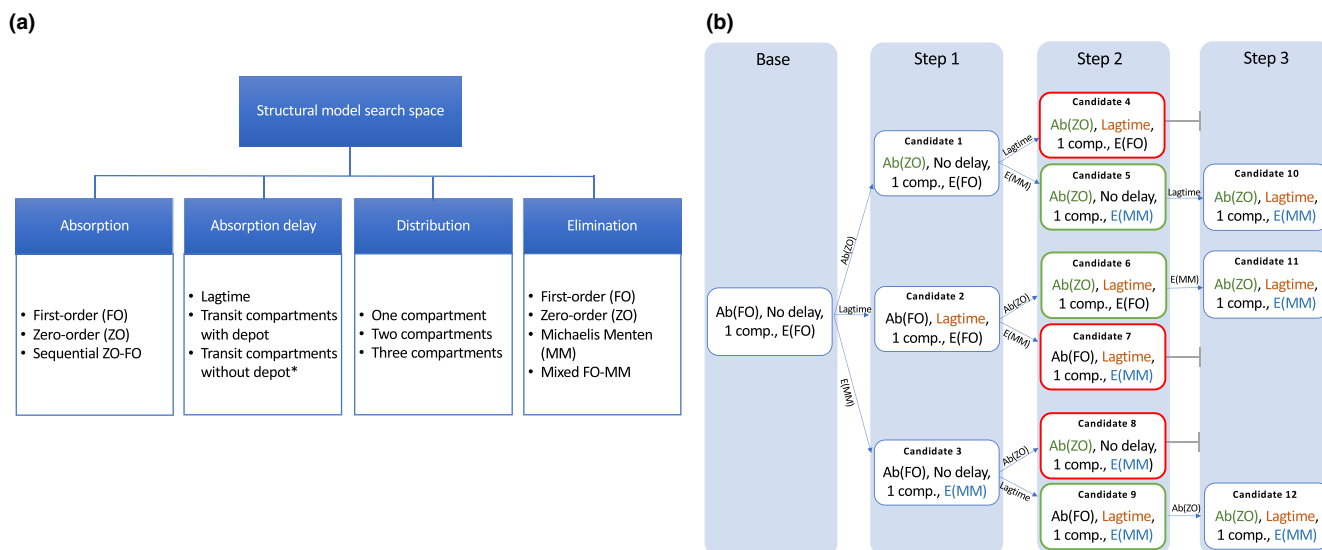 (a)
Structural model search space
Absorption
• First-order (FO)
• Zero-order (ZO)
• Sequential ZO-FO
Absorption delay
• Lagtime
• Transit compartments
with depot
• Transit compartments
without depot*
Distribution
• One compartment
• Two compartments
• Three compartments
Elimination
• First-order (FO)
• Zero-order (ZO)
• Michaelis Menten
(MM)
• Mixed FO-MM
(b)
Base
Ab(FO), No delay,
1 comp., E(FO)
Ab(ZO)
Lagtime
E(MM)
Step 1
Candidate 1
Ab(ZO), No delay,
1 comp., E(FO)
Lagtime
E(MM)
Candidate 2
Ab(FO), Lagtime,
1 comp., E(FO)
Ab(ZO)
E(MM)
Candidate 3
Ab(FO), No delay,
1 comp., E(MM)
Ab(ZO)
Lagtime
Step 2
Candidate 4
Ab(ZO), Lagtime,
1 comp., E(FO)
Candidate 5
Ab(ZO), No delay,
1 comp., E(MM)
Lagtime
Candidate 6
Ab(ZO), Lagtime,
1 comp., E(FO)
E(MM)
Candidate 7
Ab(FO), Lagtime,
1 comp., E(MM)
Candidate 8
Ab(ZO), No delay,
1 comp., E(MM)
Candidate 9
Ab(FO), Lagtime,
1 comp., E(MM)
Ab(ZO)
Step 3
Candidate 10
Ab(ZO), Lagtime,
1 comp., E(MM)
Candidate 11
Ab(ZO), Lagtime,
1 comp., E(MM)
Candidate 12
Ab(ZO), Lagtime,
1 comp., E(MM)